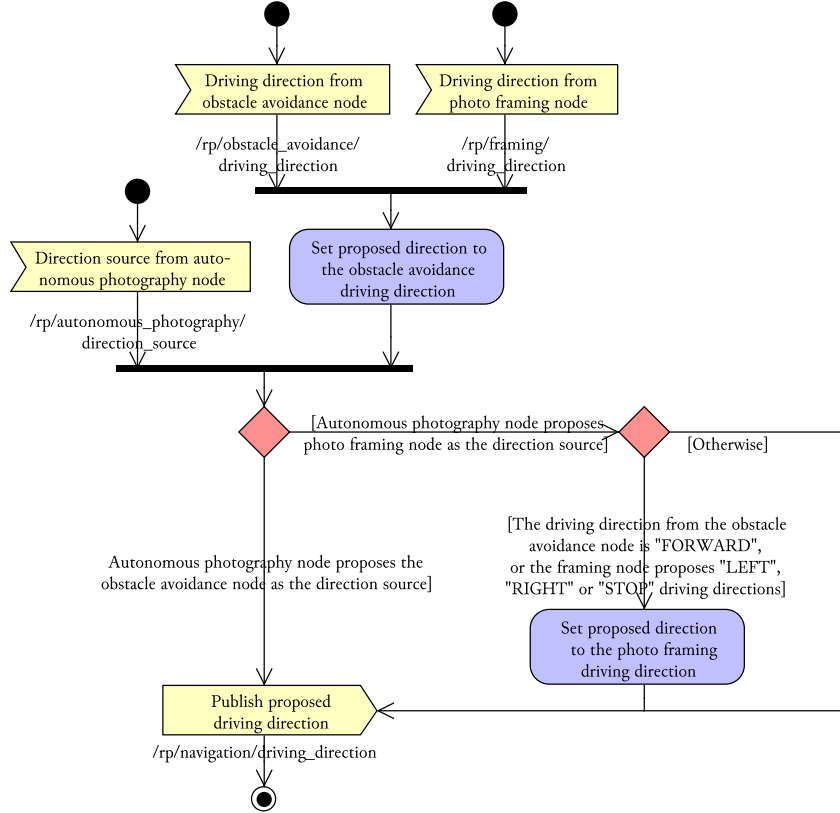 Driving direction from
obstacle avoidance node
Driving direction from
photo framing node
/rp/obstacle_avoidance/
driving_direction
/rp/framing/
driving_direction
Direction source from auto-
nomous photography node
Set proposed direction to
the obstacle avoidance
driving direction
/rp/autonomous_photography/
direction_source
[Autonomous photography node proposes
photo framing node as the direction source]
[Otherwise]
[The driving direction from the obstacle
avoidance node is "FORWARD",
or the framing node proposes "LEFT",
"RIGHT" or "STOP" driving directions]
Autonomous photography node proposes the
obstacle avoidance node as the direction source]
Set proposed direction
to the photo framing
driving direction
Publish proposed
driving direction
/rp/navigation/driving_direction